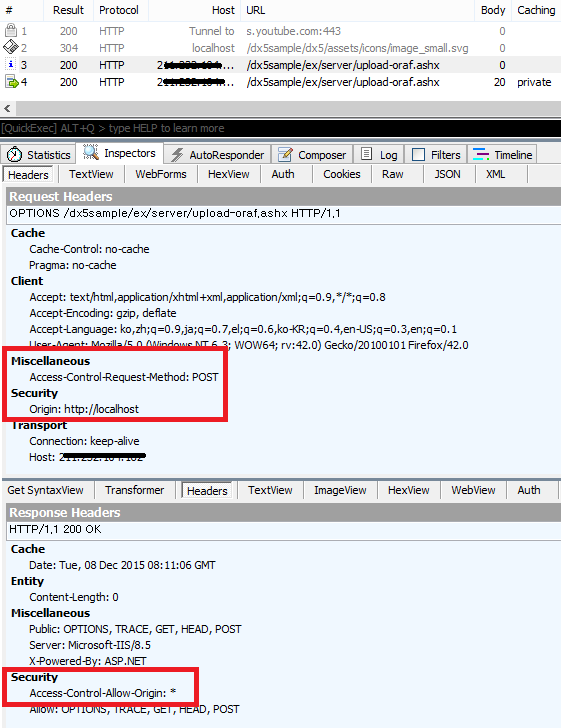 # Result Protocol Host URL Body Caching
1 200 HTTP Tunnel to s.youtube.com:443 0
2 304 HTTP localhost /dx5sample/dx5/assets/icons/image_small.svg 0
3 200 HTTP /dx5sample/ex/server/upload-oraf.ashx 0
4 200 HTTP /dx5sample/ex/server/upload-oraf.ashx 20 private
[QuickExec] ALT+Q > type HELP to learn more
Statistics Inspectors AutoResponder Composer Log Filters Timeline
Headers TextView WebForms HexView Auth Cookies Raw JSON XML
Request Headers
OPTIONS /dx5sample/ex/server/upload-oraf.ashx HTTP/1.1
Cache
Cache-Control: no-cache
Pragma: no-cache
Client
Accept: text/html,application/xhtml+xml,application/xml;q=0.9,*/*;q=0.8
Accept-Encoding: gzip, deflate
Accept-Language: ko,zh;q=0.9,ja;q=0.7,el;q=0.6,ko-KR;q=0.4,en-US;q=0.3,en;q=0.1
User-Agent: Mozilla/5.0 (Windows NT 6.3; WOW64; rv:42.0) Gecko/20100101 Firefox/42.0
Miscellaneous
Access-Control-Request-Method: POST
Security
Origin: http://localhost
Transport
Connection: keep-alive
Host:
Get SyntaxView Transformer Headers TextView ImageView HexView WebView Auth
Response Headers
HTTP/1.1 200 OK
Cache
Date: Tue, 08 Dec 2015 08:11:06 GMT
Entity
Content-Length: 0
Miscellaneous
Public: OPTIONS, TRACE, GET, HEAD, POST
Server: Microsoft-IIS/8.5
X-Powered-By: ASP.NET
Security
Access-Control-Allow-Origin: *
Allow: OPTIONS, TRACE, GET, HEAD, POST